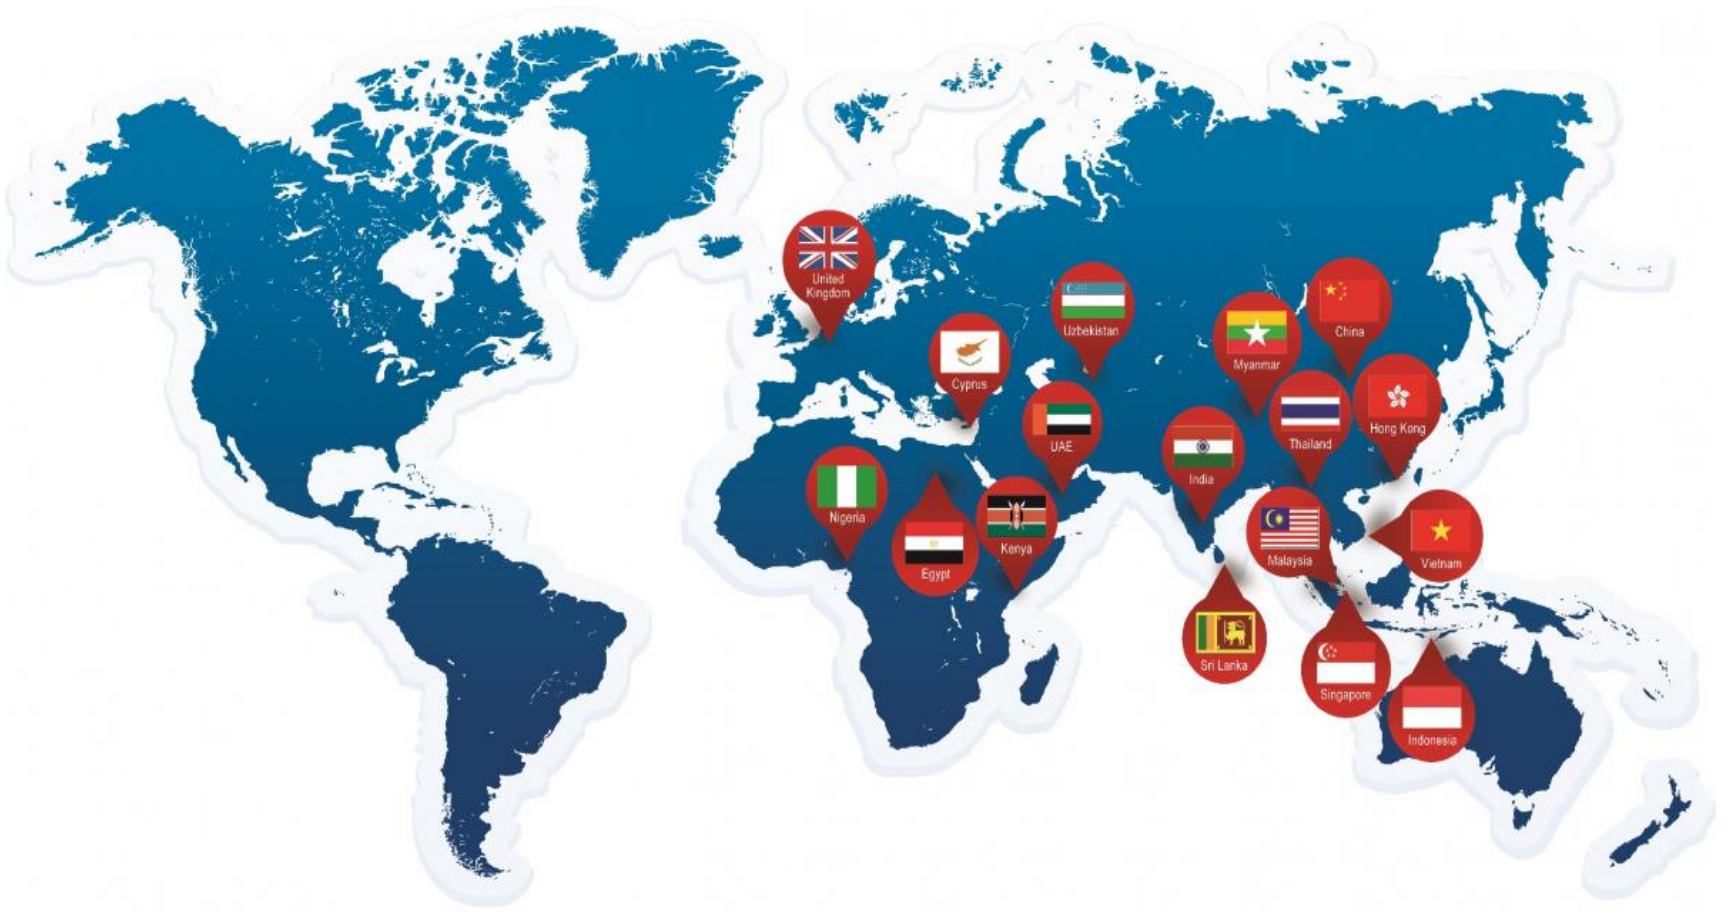 United
Kingdom
Uzbekistan
China
Myanmar
Cyprus
Hong Kong
Thailand
UAE
India
Nigeria
Kenya
Malaysia
Vietnam
Egypt
Sri Lanka
Singapore
Indonesia